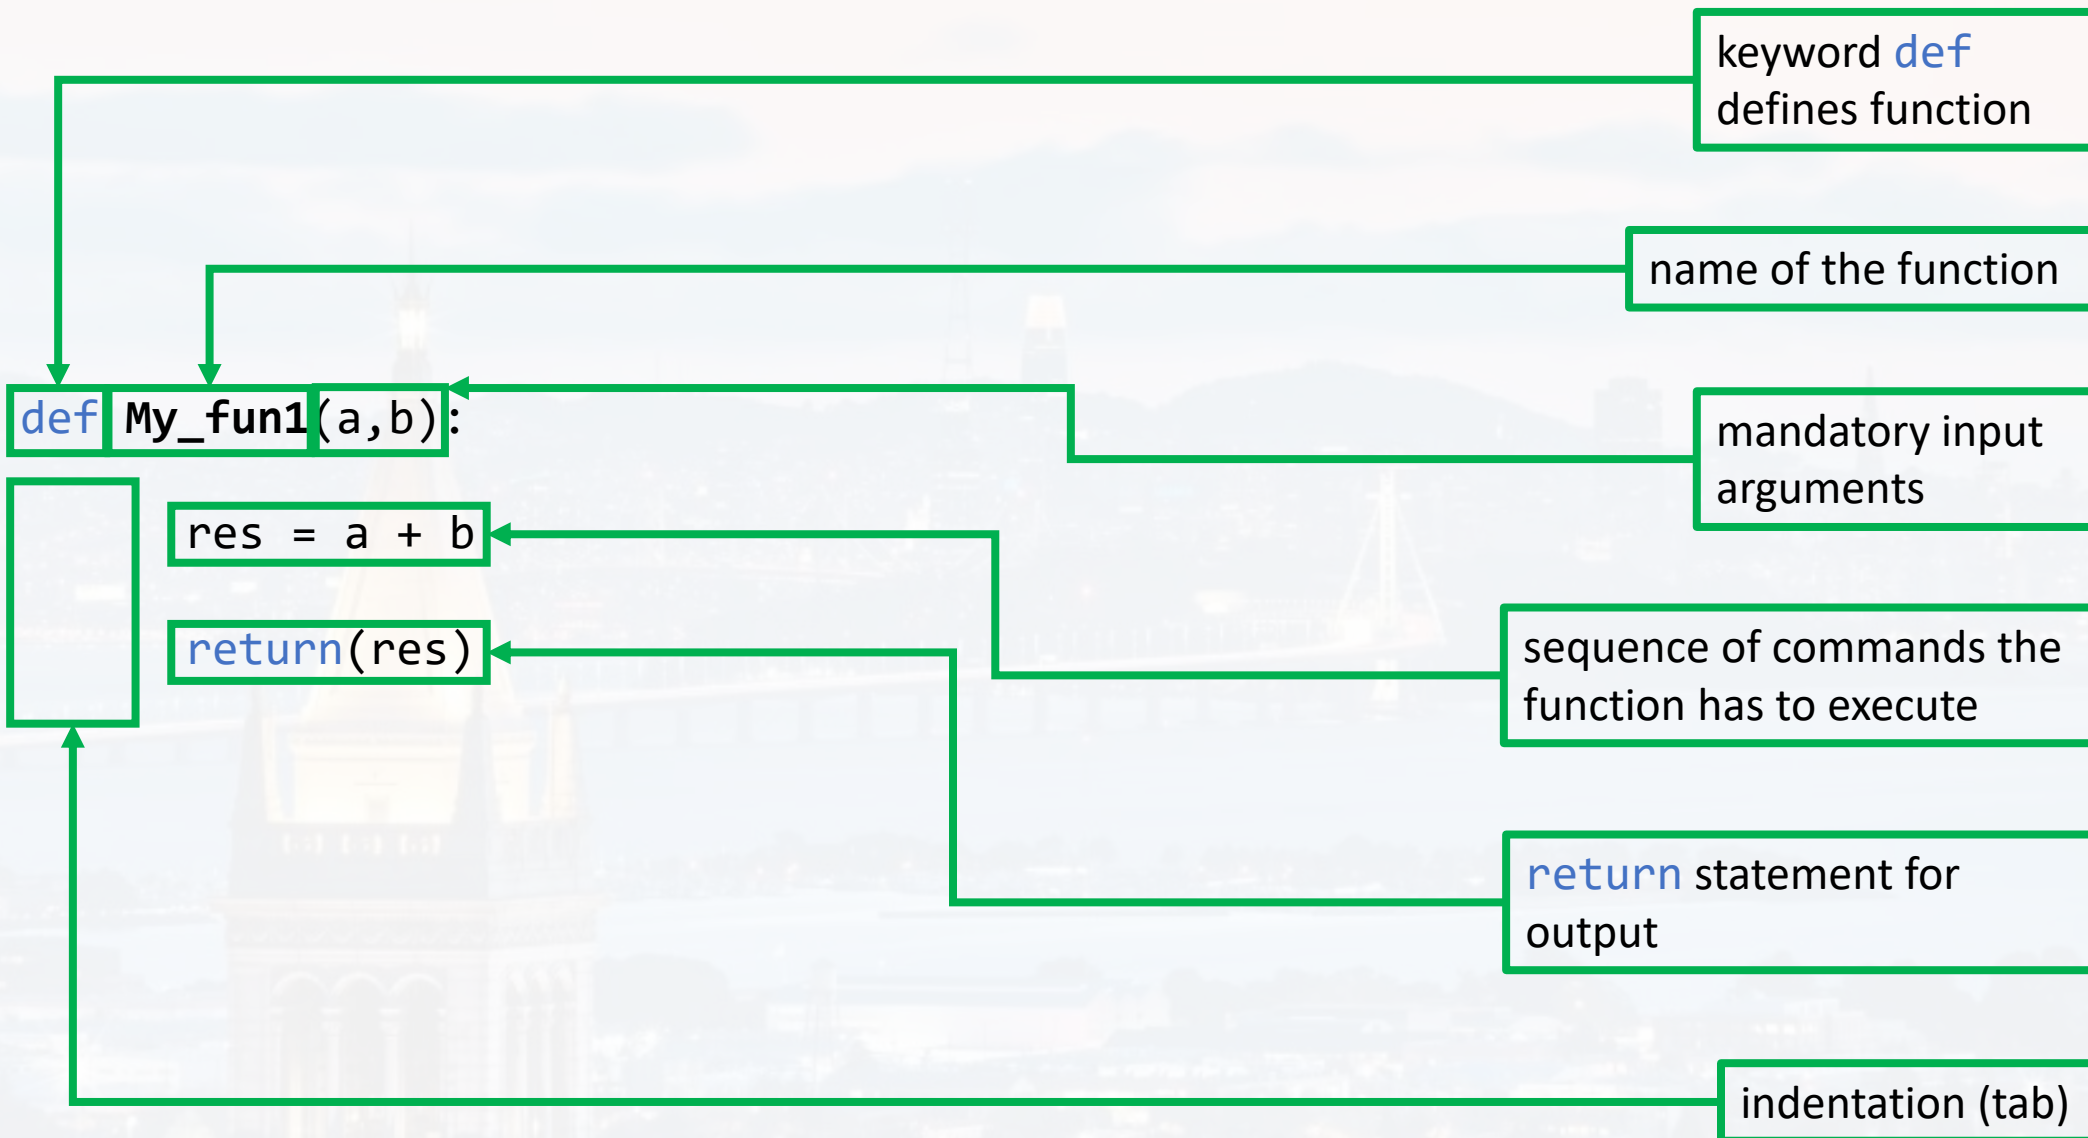 keyword def
defines function
name of the function
def My_fun1(a,b):
mandatory input
arguments
res = a + b
return(res)
sequence of commands the
function has to execute
return statement for
output
indentation (tab)